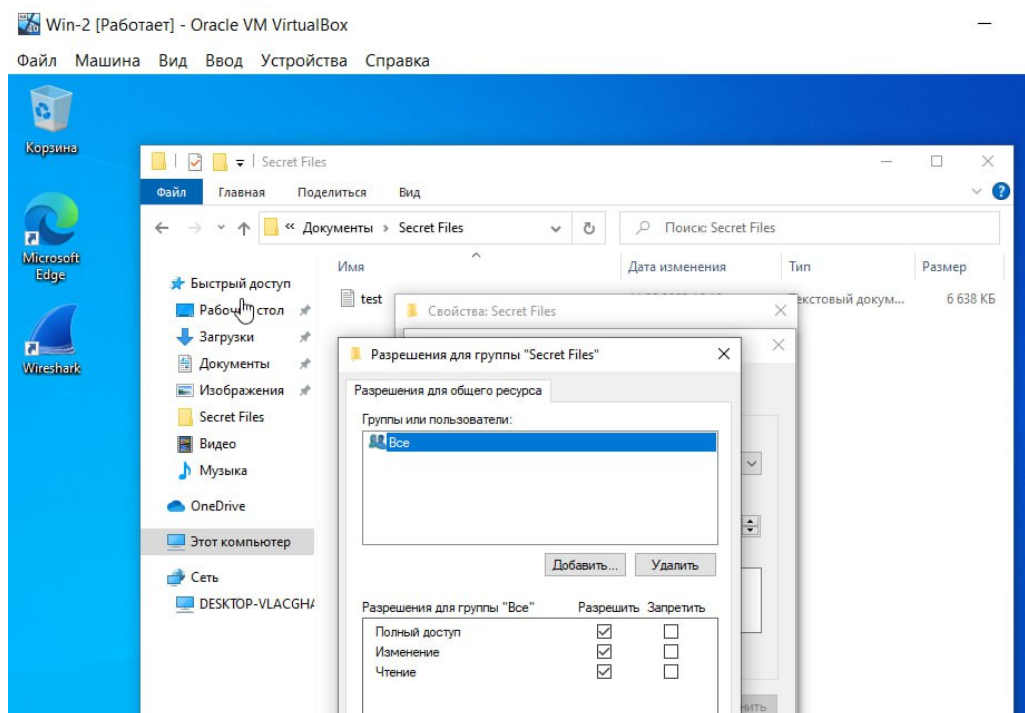 Win-2 [Работает] - Oracle VM VirtualBox
Файл Машина Вид Ввод Устройства Справка
Корзина
Microsoft
Edge
Wireshark
Secret Files
Файл Главная Поделиться Вид
« Документы › Secret Files
Поиск: Secret Files
Имя Дата изменения Тип Размер
Быстрый доступ
Рабочий стол
Загрузки
Документы
Изображения
Secret Files
Видео
Музыка
OneDrive
Этот компьютер
Сеть
DESKTOP-VLACGH
test докум... 6 638 КБ
Свойства: Secret Files
Разрешения для группы "Secret Files"
Разрешения для общего ресурса
Группы или пользователи:
Все
Добавить... Удалить
Разрешения для группы "Все" Разрешить Запретить
Полный доступ
Изменение
Чтение